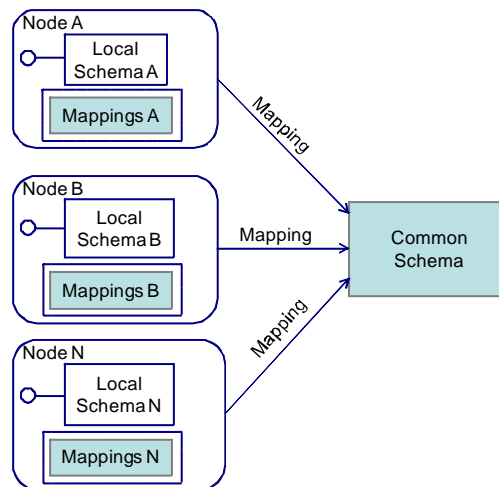 Node A
Local
Schema A
Mappings A
Mapping
Node B
Local
Schema B
Mappings B
Mapping
Common
Schema
Node N
Local
Schema N
Mappings N
Mapping